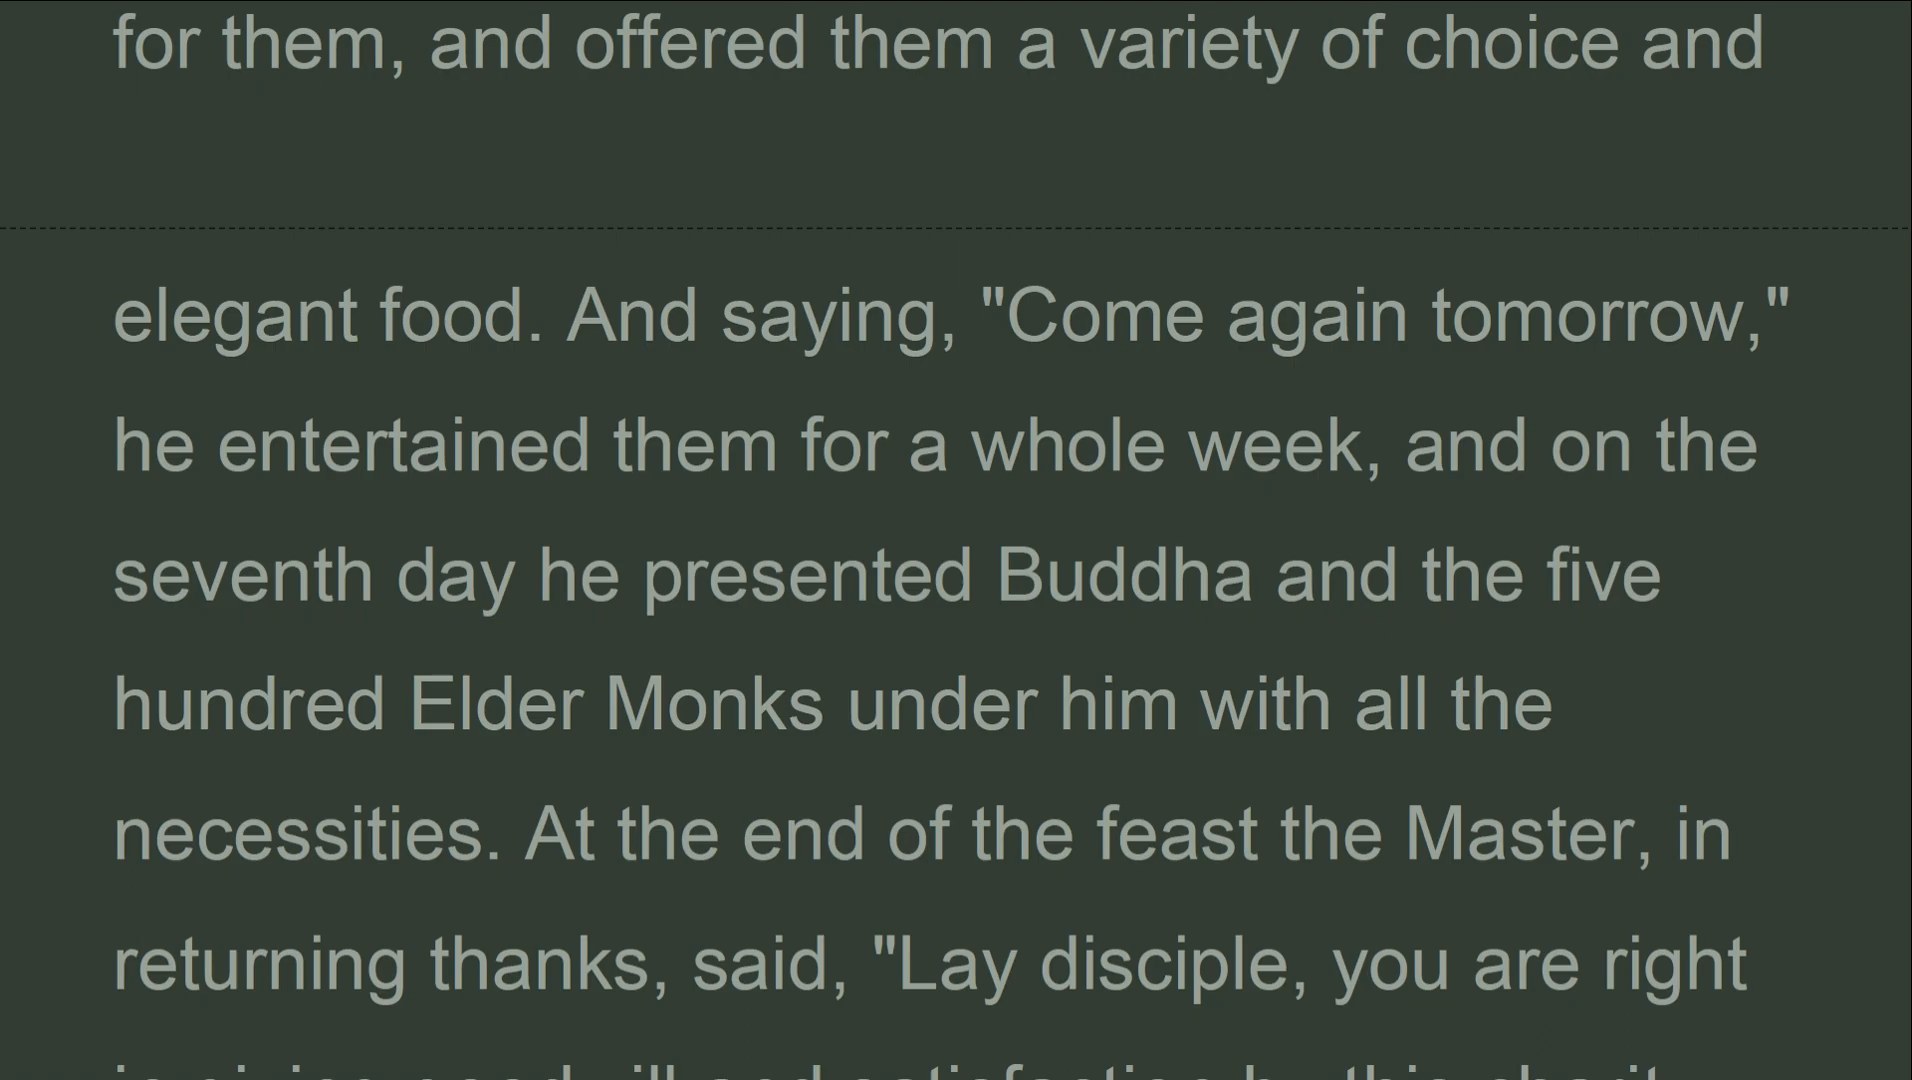 for them, and offered them a variety of choice and
elegant food. And saying, "Come again tomorrow,"
he entertained them for a whole week, and on the
seventh day he presented Buddha and the five
hundred Elder Monks under him with all the
necessities. At the end of the feast the Master, in
returning thanks, said, "Lay disciple, you are right